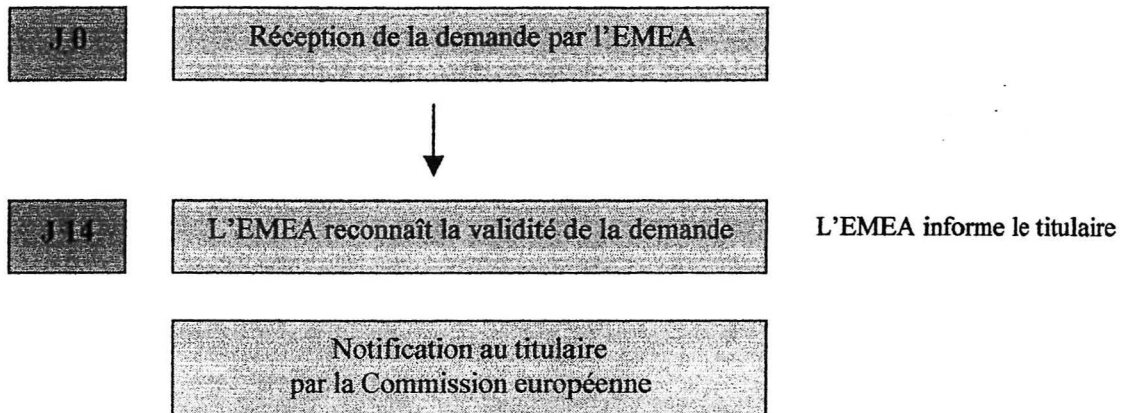 J 0
Réception de la demande par l'EMEA
J 14
L'EMEA reconnaît la validité de la demande
L'EMEA informe le titulaire
Notification au titulaire
par la Commission européenne